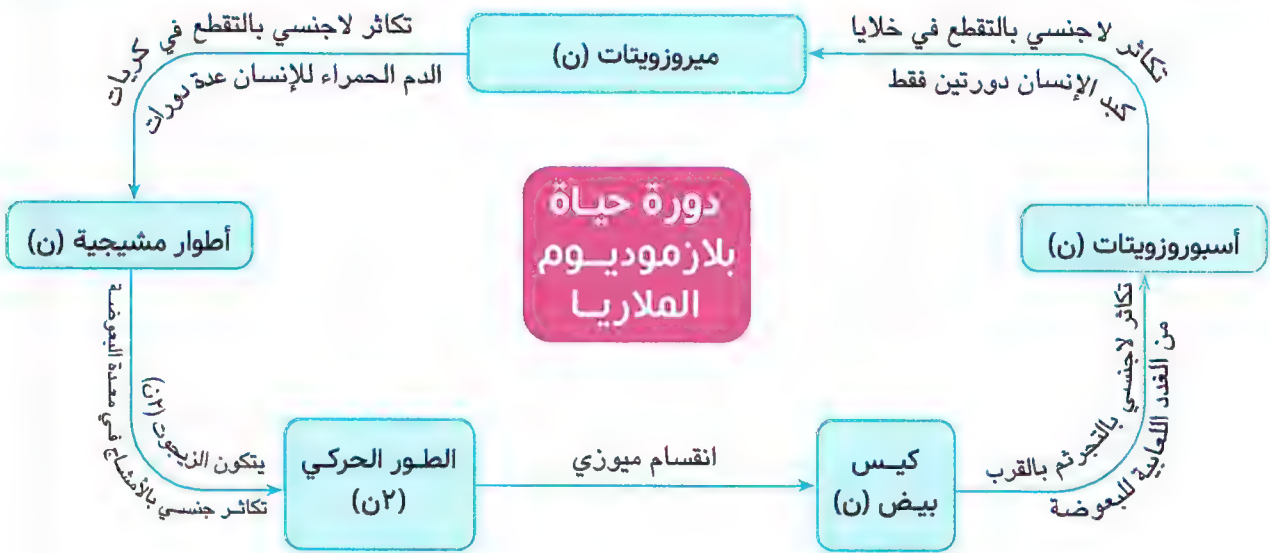 دورة حياة
بلازموديوم
الملاريا
أسبوروزويتات (ن)
تكاثر لاجنسي بالتقطع في خلايا
كبد الإنسان دورتين فقط
ميروزويتات (ن)
تكاثر لاجنسي بالتقطع في كريات
الدم الحمراء للإنسان عدة دورات
أطوار مشيجية (ن)
يتكون الزيجوت (٢ن)
تكاثر جنسي بالأمشاج في معدة البعوضة
الطور الحركي
(٢ن)
انقسام ميوزي
كيس
بيض (ن)
تكاثر لاجنسي بالتجرثم بالقرب
من الغدد اللعابية للبعوضة